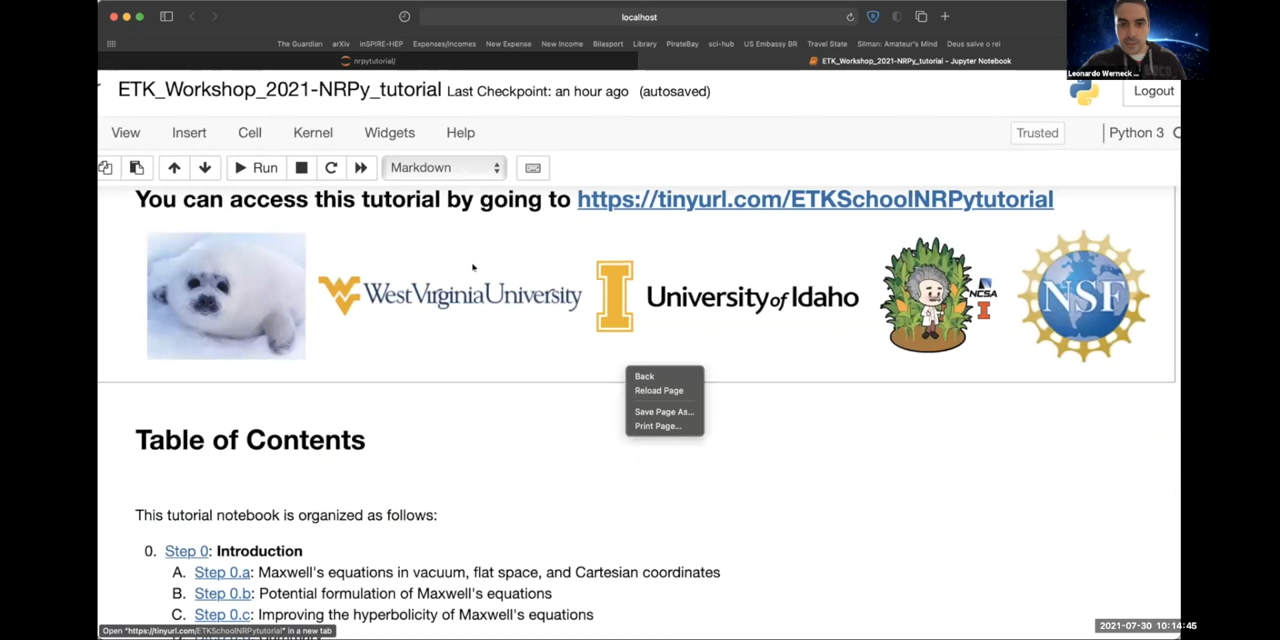 localhost
The Guardian arXiv inSPIRE-HEP Expenses/Incomes New Expense New Income Bilasport Library PirateBay sci-hub US Embassy BR Travel State Silman: Amateur's Mind Deus salve o rei
nrpytutorial/ ETK_Workshop_2021-NRPy_tutorial - Jupyter Notebook
Leonardo Werneck ...
ETK_Workshop_2021-NRPy_tutorial Last Checkpoint: an hour ago (autosaved)
Logout
View Insert Cell Kernel Widgets Help Trusted Python 3
Run Markdown
You can access this tutorial by going to https://tinyurl.com/ETKSchoolNRPytutorial
West Virginia University
I University of Idaho
NCSA
I
NSF
Back
Reload Page
Save Page As...
Print Page...
Table of Contents
This tutorial notebook is organized as follows:
0. Step 0: Introduction
A. Step 0.a: Maxwell's equations in vacuum, flat space, and Cartesian coordinates
B. Step 0.b: Potential formulation of Maxwell's equations
C. Step 0.c: Improving the hyperbolicity of Maxwell's equations
Open "https://tinyurl.com/ETKSchoolNRPytutorial" in a new tab
2021-07-30 10:14:45